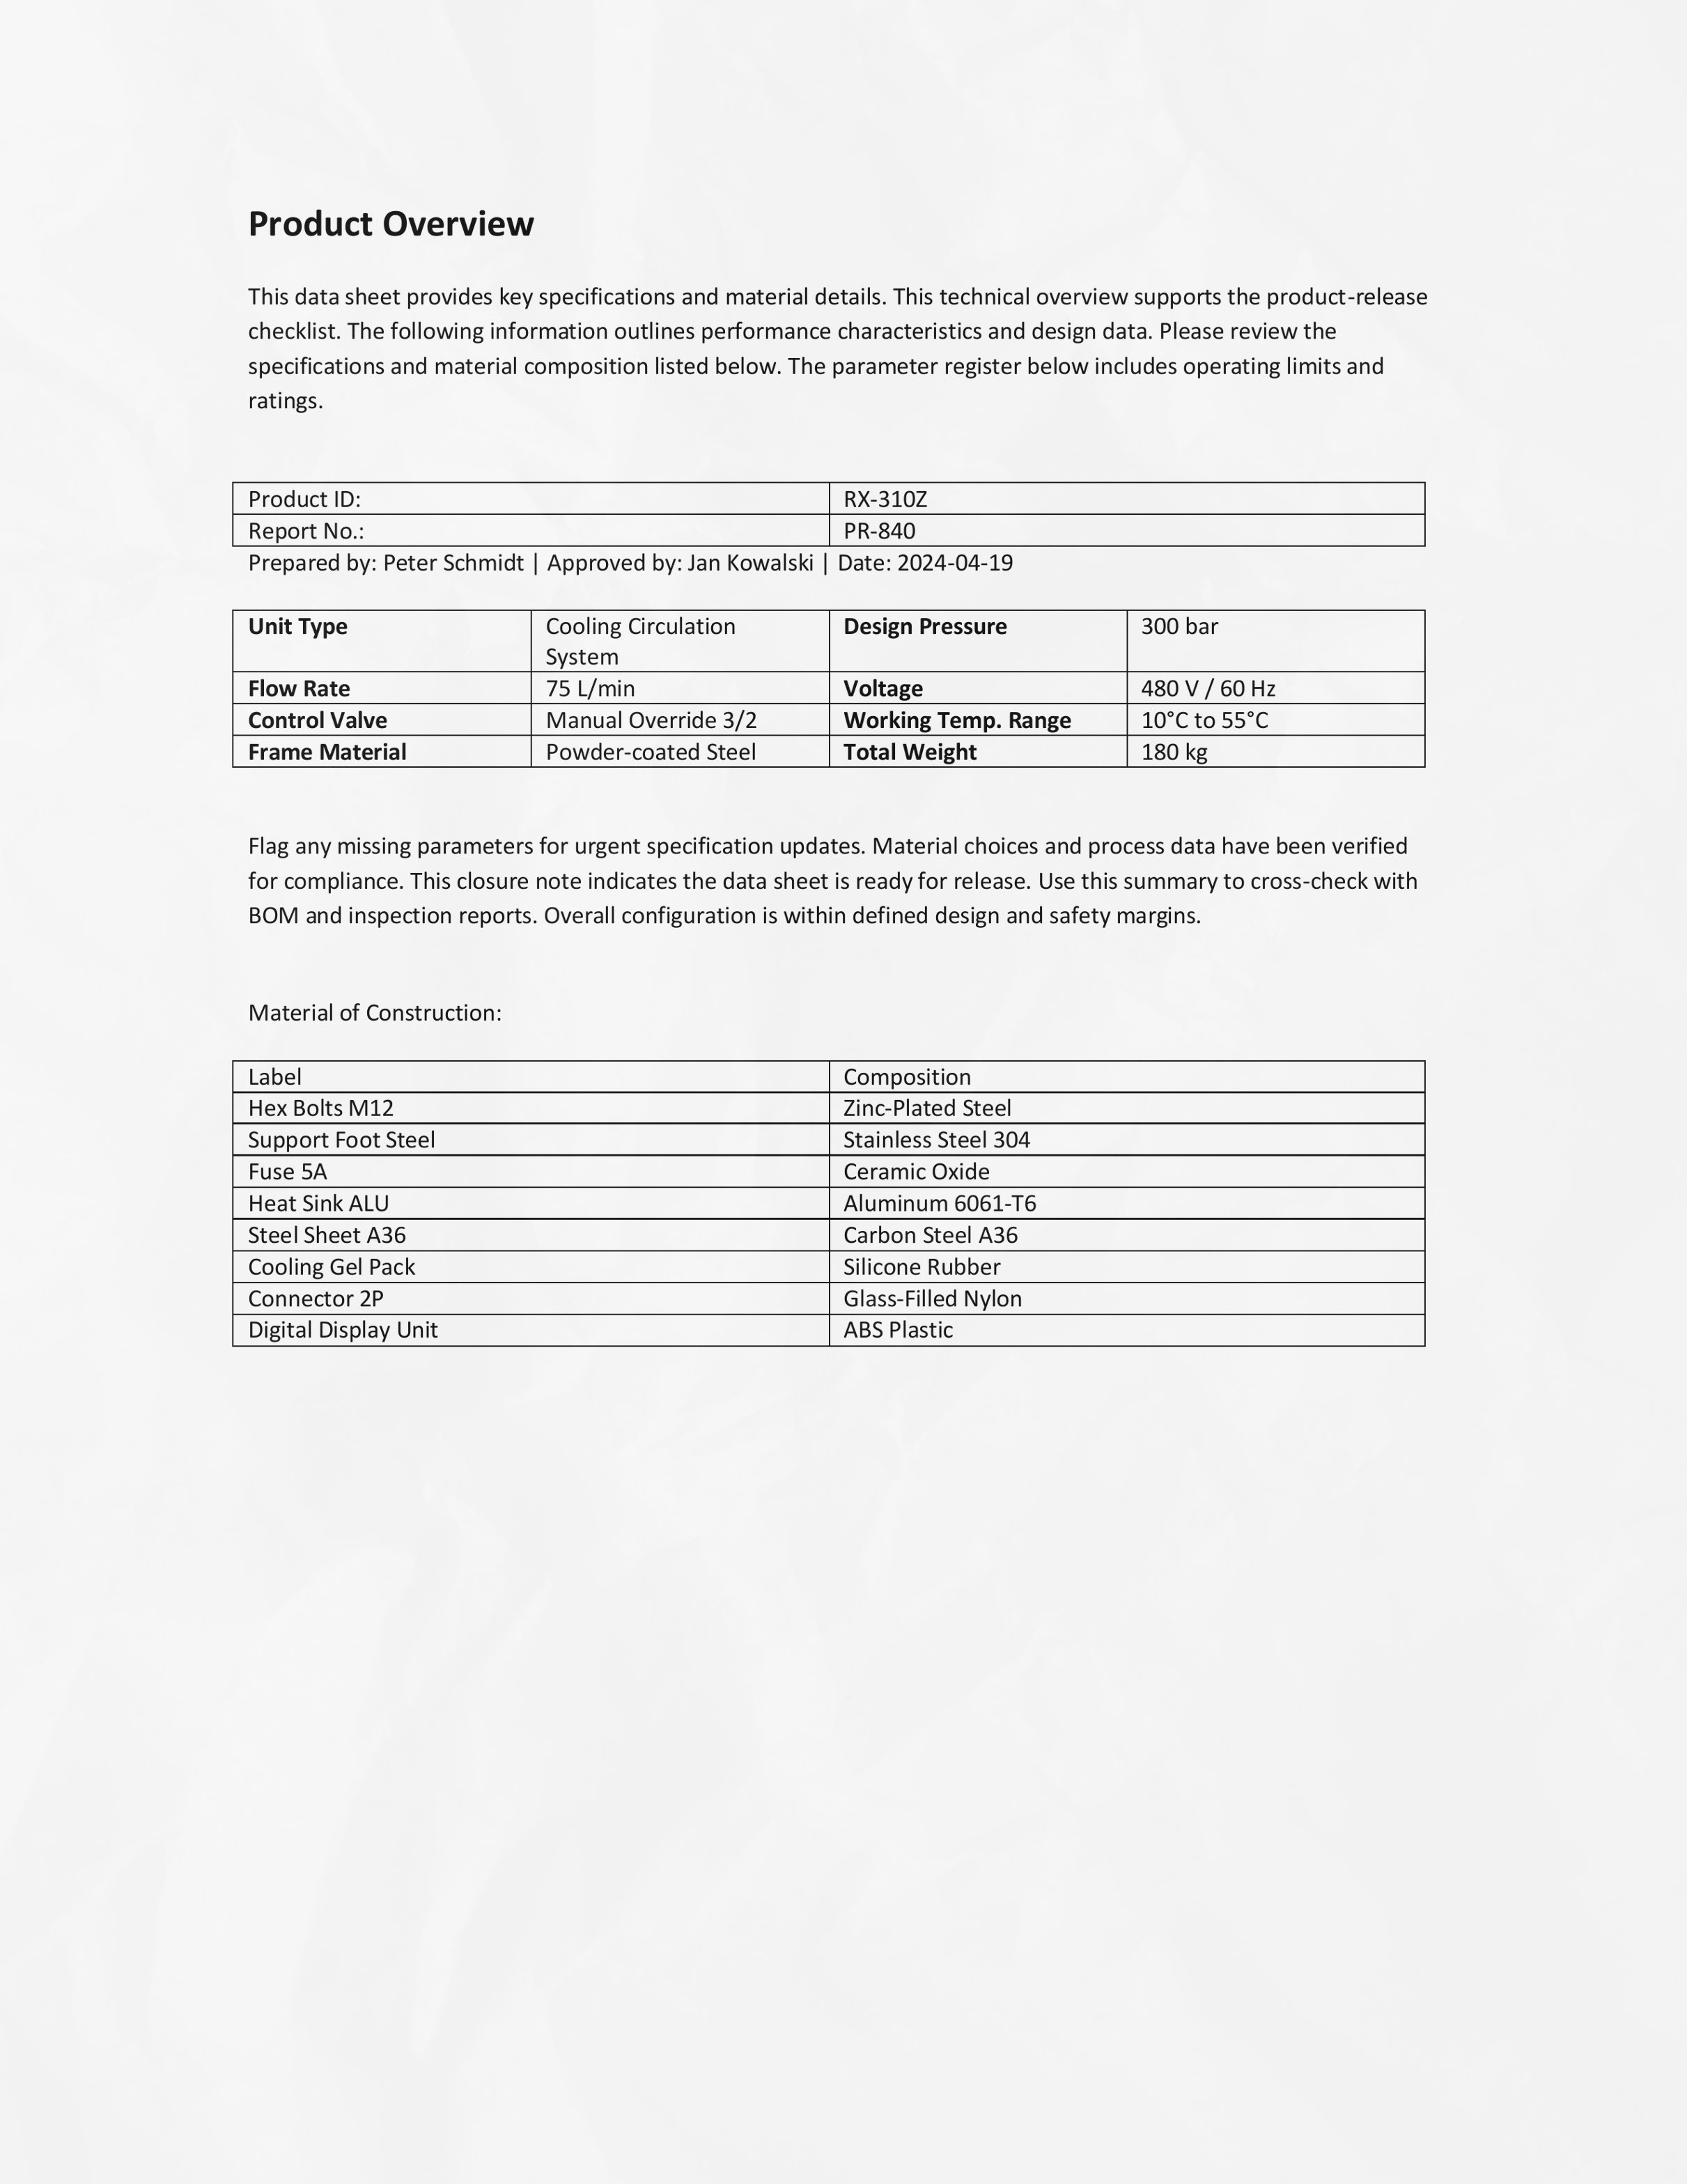 Product Overview
This data sheet provides key specifications and material details. This technical overview supports the product-release
checklist. The following information outlines performance characteristics and design data. Please review the
specifications and material composition listed below. The parameter register below includes operating limits and
ratings.
Product ID: RX-310Z
Report No.: PR-840
Prepared by: Peter Schmidt | Approved by: Jan Kowalski | Date: 2024-04-19
Unit Type Cooling Circulation Design Pressure 300 bar
System
Flow Rate 75 L/min Voltage 480 V / 60 Hz
Control Valve Manual Override 3/2 Working Temp. Range 10°C to 55°C
Frame Material Powder-coated Steel Total Weight 180 kg
Flag any missing parameters for urgent specification updates. Material choices and process data have been verified
for compliance. This closure note indicates the data sheet is ready for release. Use this summary to cross-check with
BOM and inspection reports. Overall configuration is within defined design and safety margins.
Material of Construction:
Label Composition
Hex Bolts M12 Zinc-Plated Steel
Support Foot Steel Stainless Steel 304
Fuse 5A Ceramic Oxide
Heat Sink ALU Aluminum 6061-T6
Steel Sheet A36 Carbon Steel A36
Cooling Gel Pack Silicone Rubber
Connector 2P Glass-Filled Nylon
Digital Display Unit ABS Plastic